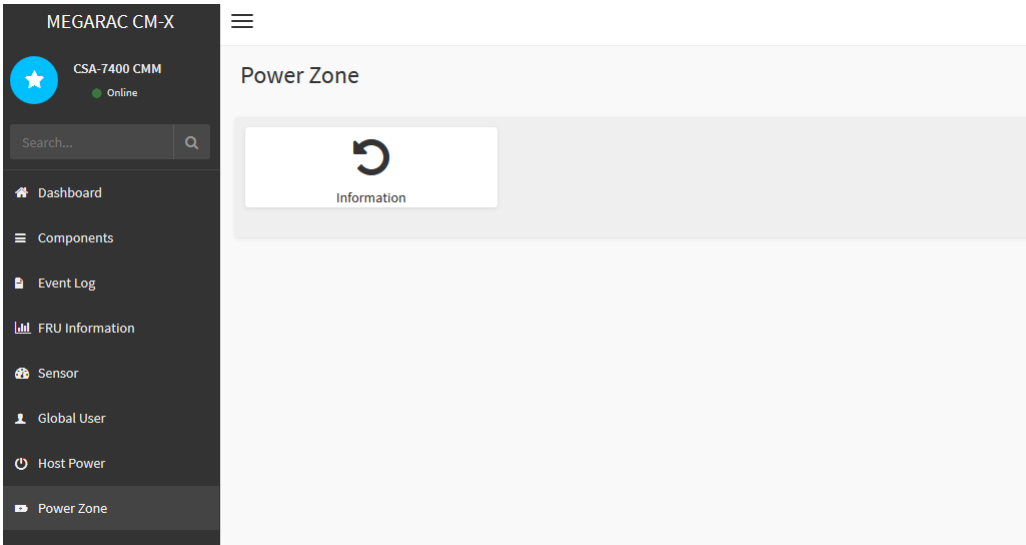 MEGARAC CM-X
CSA-7400 CMM
Online
Search...
Dashboard
Components
Event Log
FRU Information
Sensor
Global User
Host Power
Power Zone
Power Zone
Information